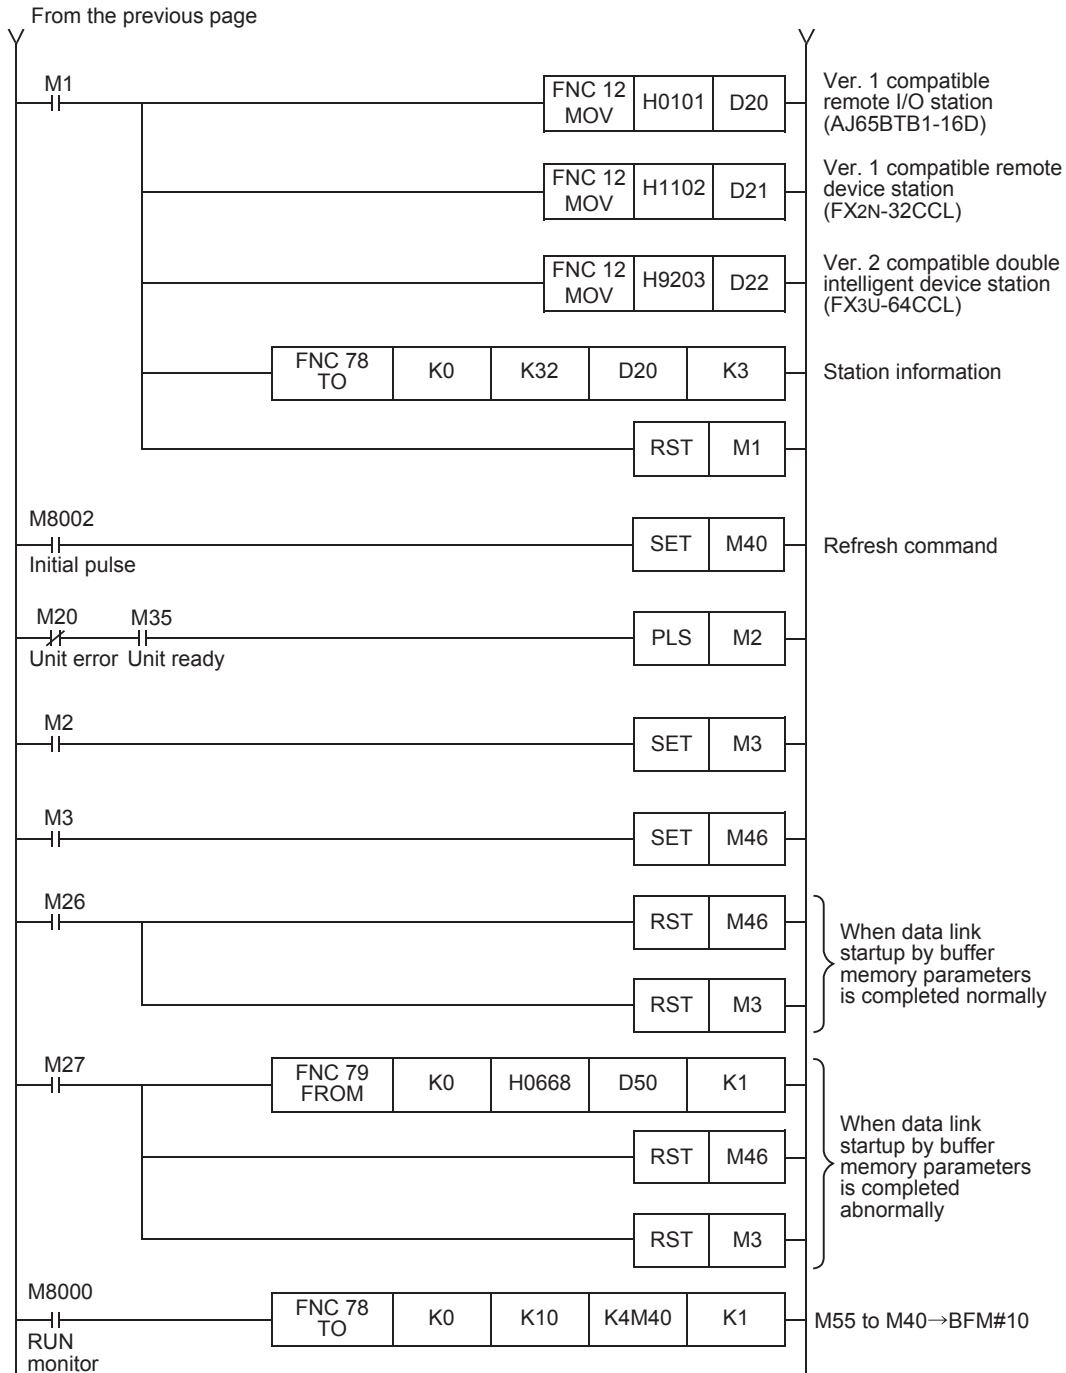 From the previous page
M1
FNC 12 MOV H0101 D20
Ver. 1 compatible
remote I/O station
(AJ65BTB1-16D)
FNC 12 MOV H1102 D21
Ver. 1 compatible remote
device station
(FX2N-32CCL)
FNC 12 MOV H9203 D22
Ver. 2 compatible double
intelligent device station
(FX3U-64CCL)
FNC 78 TO K0 K32 D20 K3
Station information
RST M1
M8002
Initial pulse
SET M40
Refresh command
M20 M35
Unit error Unit ready
PLS M2
M2
SET M3
M3
SET M46
M26
RST M46
RST M3
When data link
startup by buffer
memory parameters
is completed normally
M27
FNC 79 FROM K0 H0668 D50 K1
RST M46
RST M3
When data link
startup by buffer
memory parameters
is completed
abnormally
M8000
RUN
monitor
FNC 78 TO K0 K10 K4M40 K1
M55 to M40→BFM#10